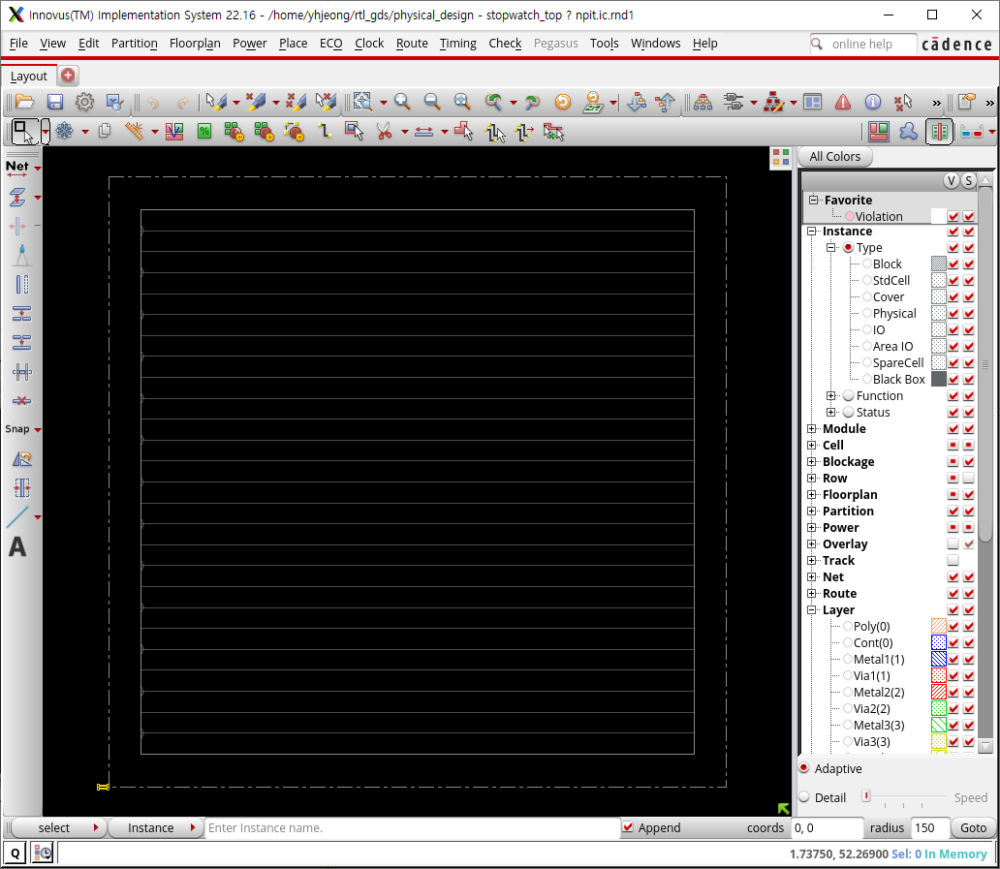 Innovus(TM) Implementation System 22.16 - /home/yhjeong/rtl_gds/physical_design - stopwatch_top ? npit.ic.rnd1
File View Edit Partition Floorplan Power Place ECO Clock Route Timing Check Pegasus Tools Windows Help online help cādence
Layout
»
»
Net
Snap
A
All Colors
V S
Favorite
Violation
Instance
Type
Block
StdCell
Cover
Physical
IO
Area IO
SpareCell
Black Box
Function
Status
Module
Cell
Blockage
Row
Floorplan
Partition
Power
Overlay
Track
Net
Route
Layer
Poly(0)
Cont(0)
Metal1(1)
Via1(1)
Metal2(2)
Via2(2)
Metal3(3)
Via3(3)
Adaptive
Detail Speed
select Instance Enter Instance name. Append coords 0, 0 radius 150 Goto
Q 1.73750, 52.26900 Sel: 0 In Memory